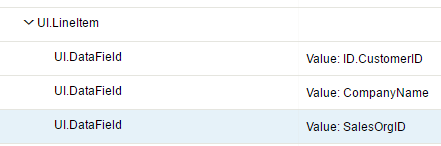 UI.LineItem
UI.DataField Value: ID.CustomerID
UI.DataField Value: CompanyName
UI.DataField Value: SalesOrgID